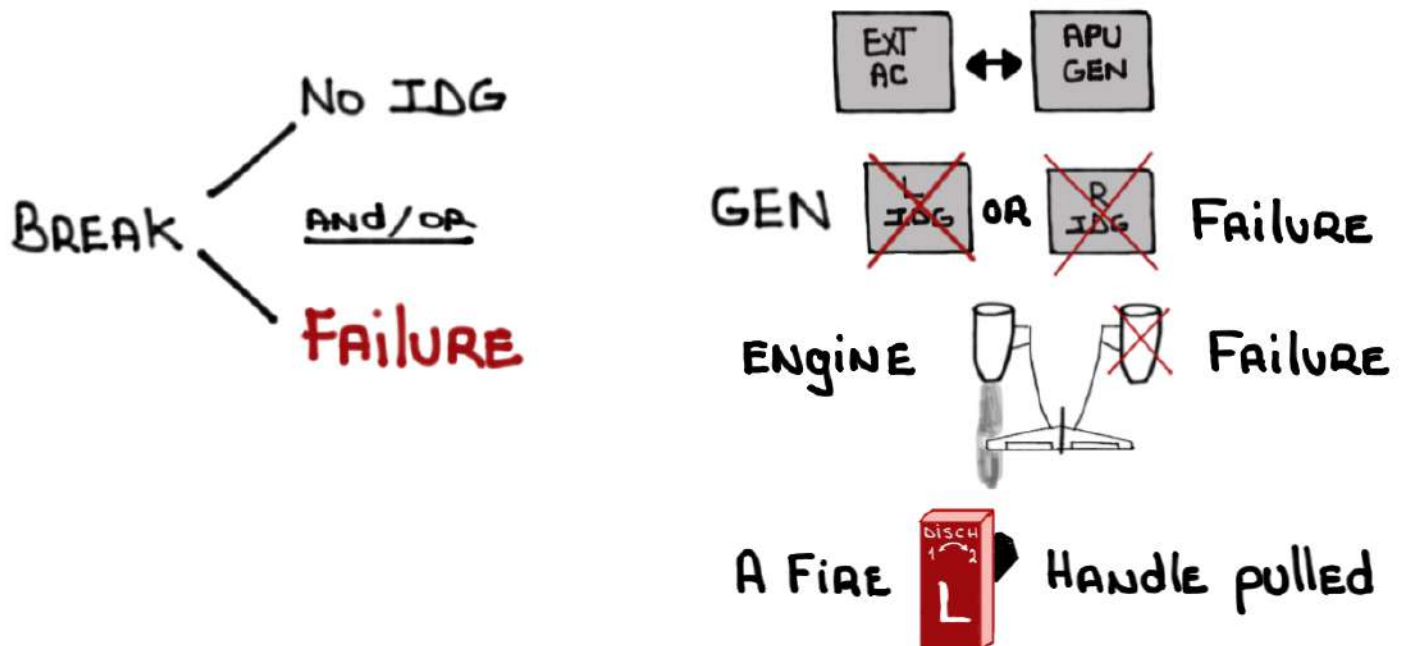 BREAK
No IDG
AND/OR
FAILURE
EXT
AC
APU
GEN
GEN
L
IDG
OR
R
IDG
FAILURE
ENGINE
FAILURE
A FIRE
DISCH
1 2
L
HANDLE pulled